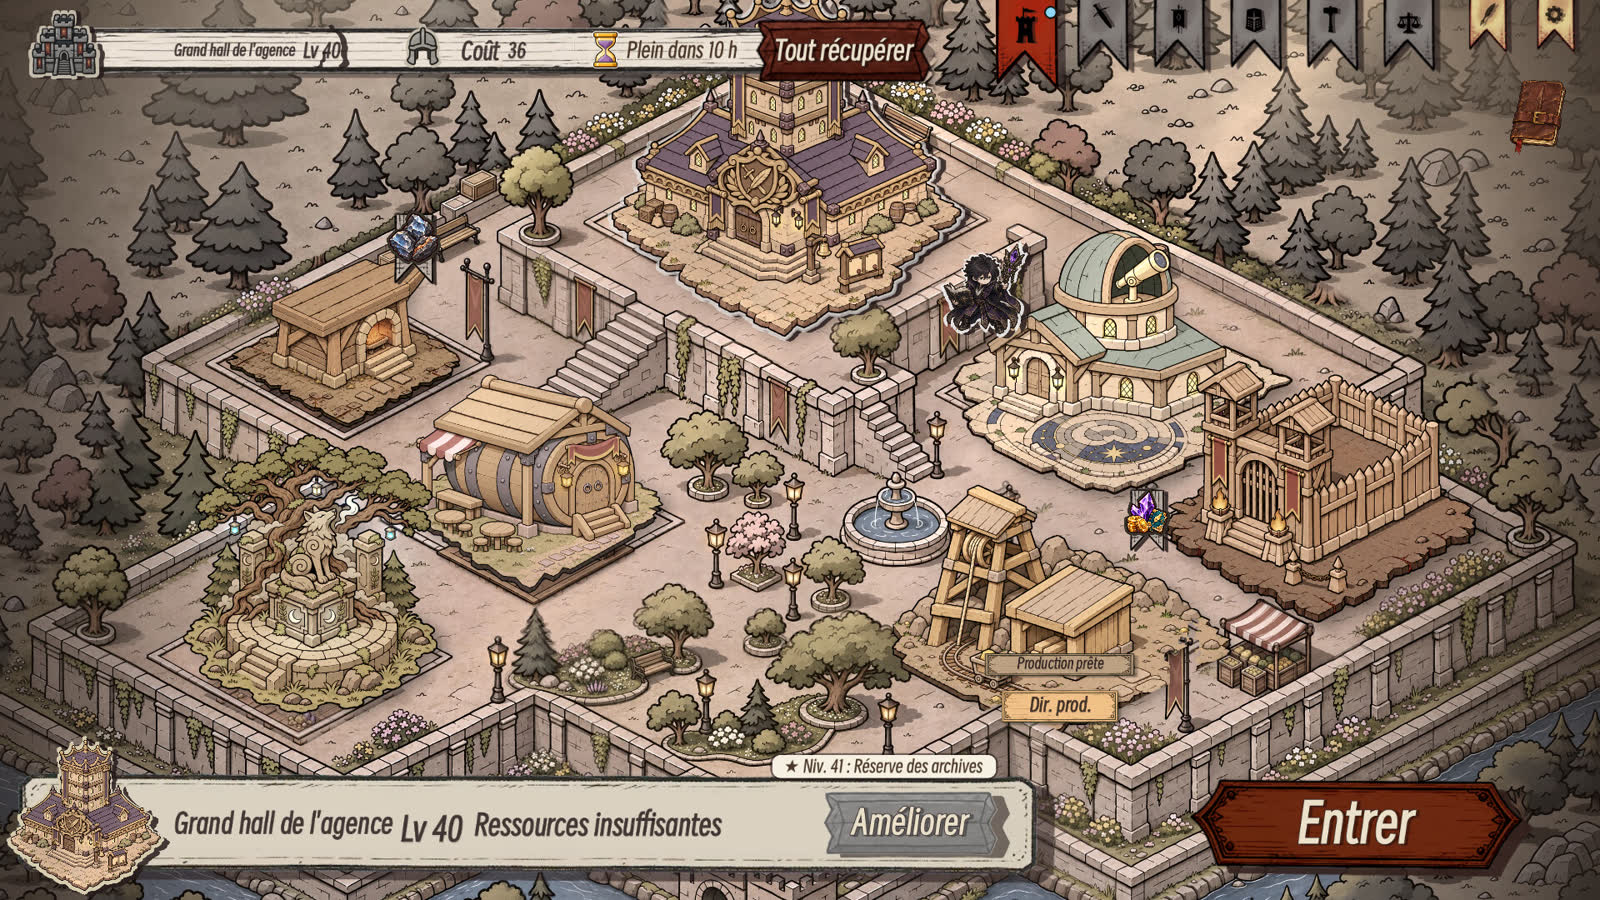 Grand hall de l'agence Lv 40
Coût 36
Plein dans 10 h
Tout récupérer
Production prête
Dir. prod.
★ Niv. 41 : Réserve des archives
Grand hall de l'agence Lv 40 Ressources insuffisantes
Améliorer
Entrer